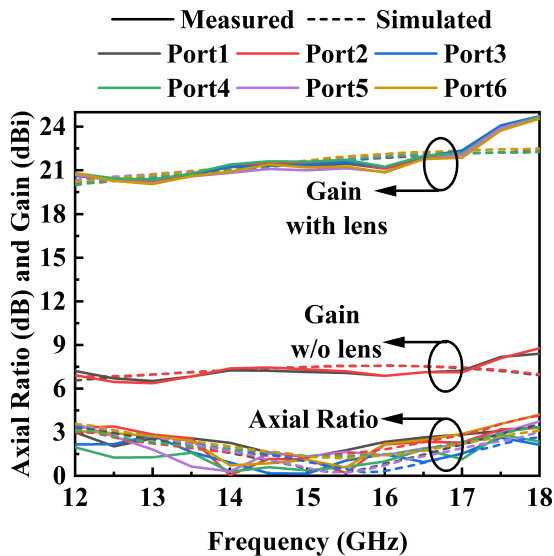 Measured Simulated
Port1 Port2 Port3
Port4 Port5 Port6
Axial Ratio (dB) and Gain (dBi)
24
21
18
15
12
9
6
3
0
Gain
with lens
Gain
w/o lens
Axial Ratio
12 13 14 15 16 17 18
Frequency (GHz)